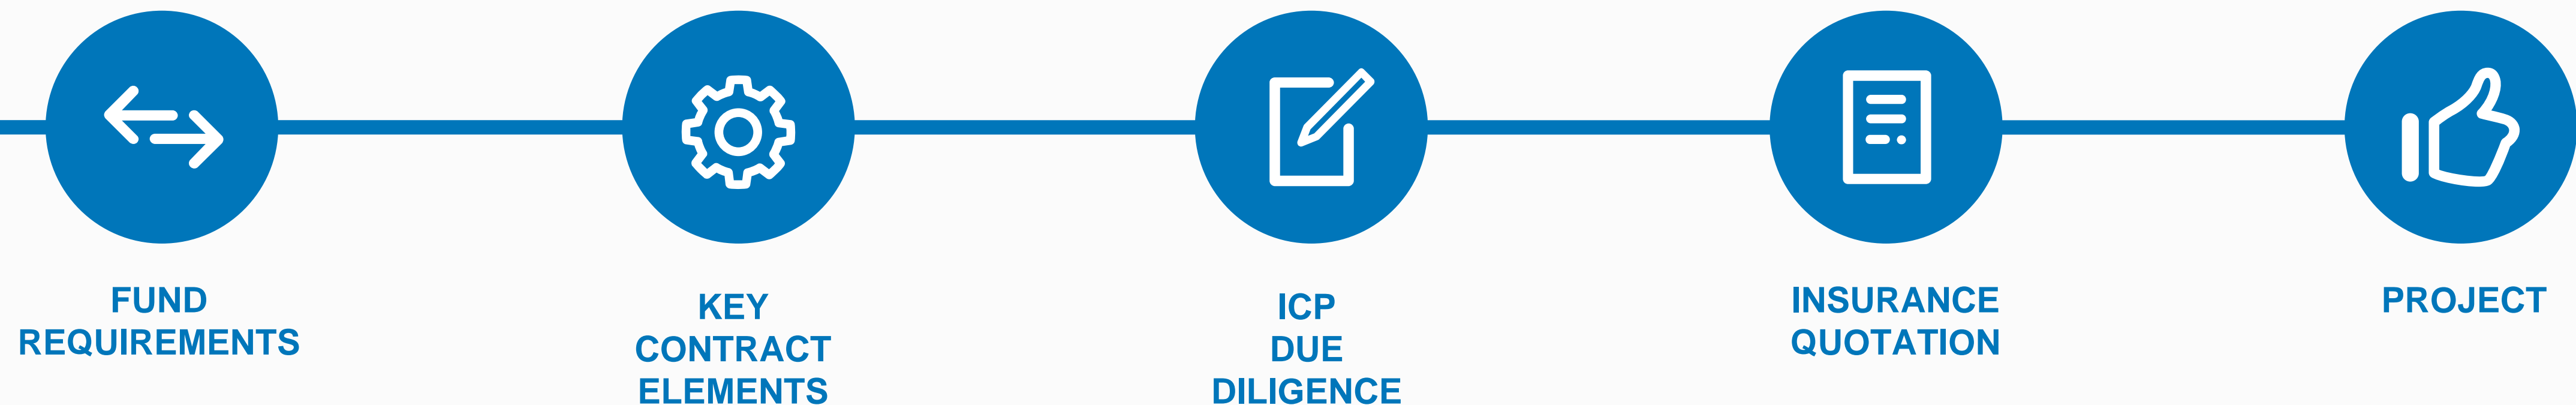 FUND
REQUIREMENTS
KEY
CONTRACT
ELEMENTS
ICP
DUE
DILIGENCE
INSURANCE
QUOTATION
PROJECT